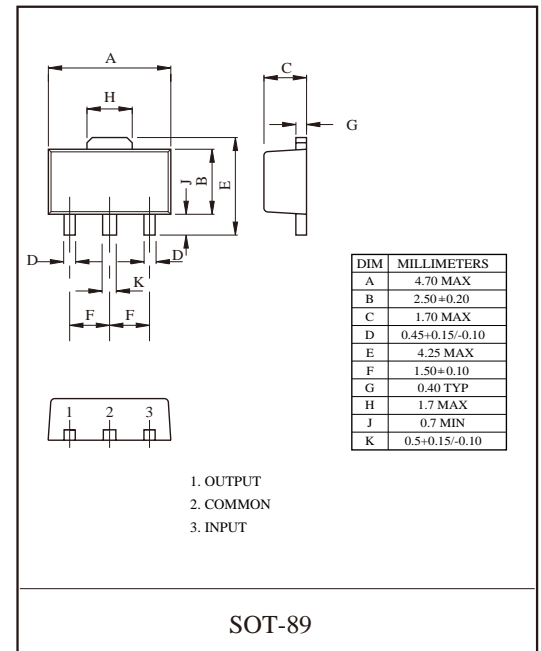 A
H
C
G
J
B
E
D
D
K
F F
DIM MILLIMETERS
A 4.70 MAX
B 2.50±0.20
C 1.70 MAX
D 0.45+0.15/-0.10
E 4.25 MAX
F 1.50±0.10
G 0.40 TYP
H 1.7 MAX
J 0.7 MIN
K 0.5+0.15/-0.10
1 2 3
1. OUTPUT
2. COMMON
3. INPUT
SOT-89